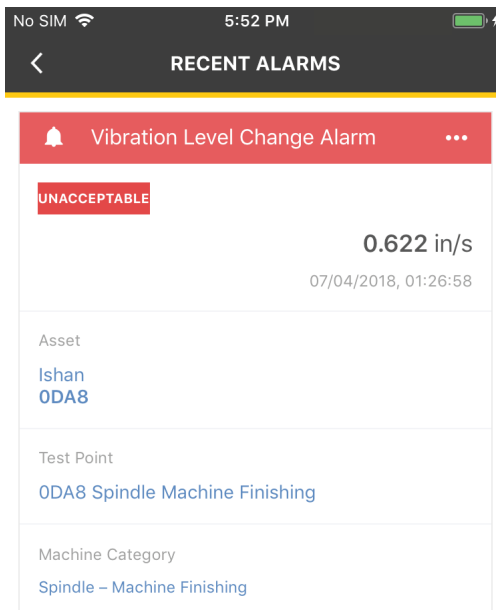 No SIM 5:52 PM
RECENT ALARMS
Vibration Level Change Alarm
UNACCEPTABLE
0.622 in/s
07/04/2018, 01:26:58
Asset
Ishan
0DA8
Test Point
0DA8 Spindle Machine Finishing
Machine Category
Spindle – Machine Finishing